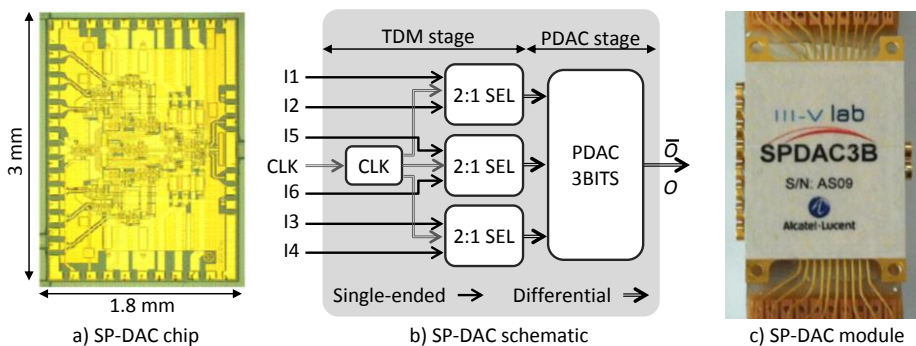 3 mm
1.8 mm
a) SP-DAC chip
TDM stage
PDAC stage
I1
I2
I5
CLK
I6
I3
I4
CLK
2:1 SEL
2:1 SEL
2:1 SEL
PDAC
3BITS
O̅
O
Single-ended
Differential
b) SP-DAC schematic
III-V lab
SPDAC3B
S/N: AS09
Alcatel·Lucent
c) SP-DAC module